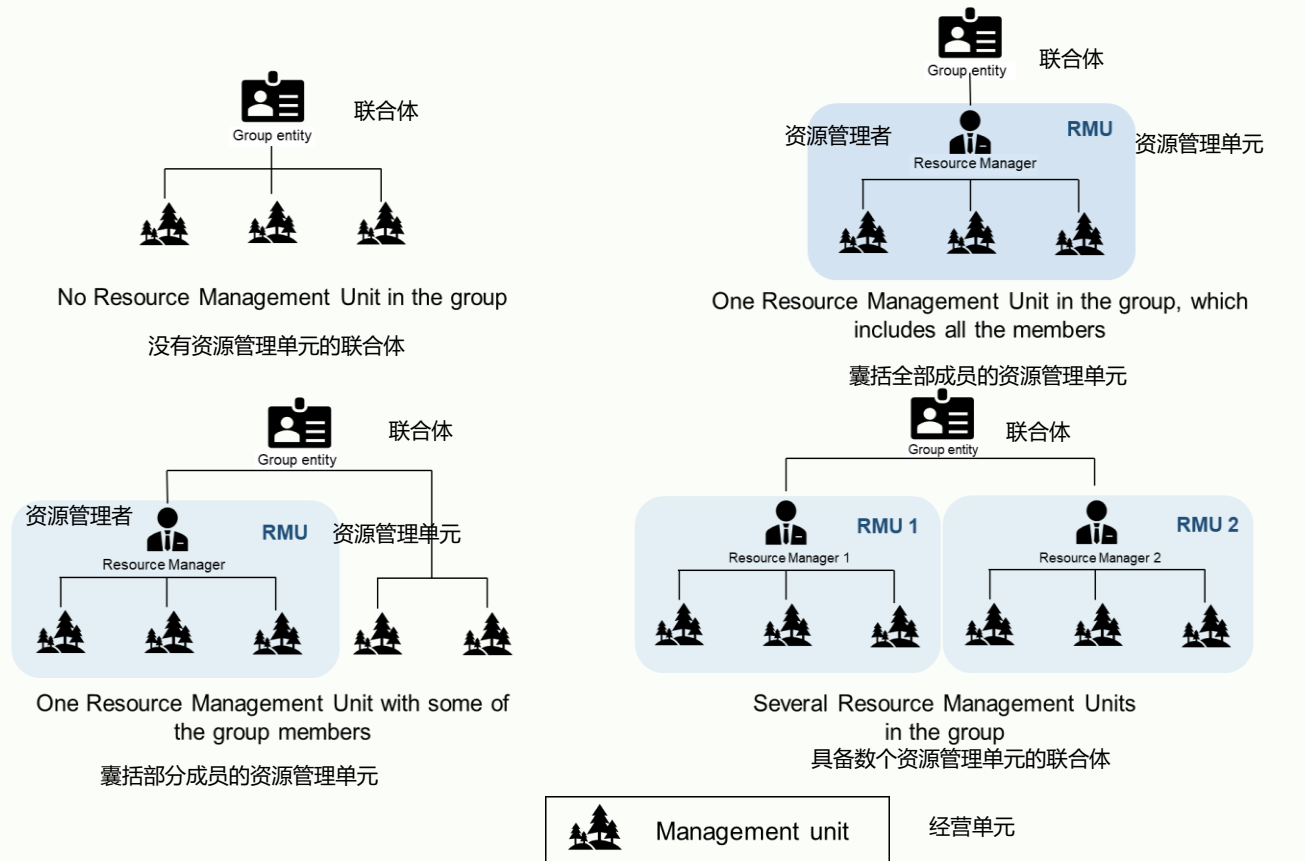 联合体
Group entity
No Resource Management Unit in the group
没有资源管理单元的联合体
联合体
Group entity
资源管理者
RMU
资源管理单元
Resource Manager
One Resource Management Unit in the group, which
includes all the members
囊括全部成员的资源管理单元
联合体
Group entity
资源管理者
RMU
资源管理单元
Resource Manager
One Resource Management Unit with some of
the group members
囊括部分成员的资源管理单元
联合体
Group entity
RMU 1
Resource Manager 1
RMU 2
Resource Manager 2
Several Resource Management Units
in the group
具备数个资源管理单元的联合体
Management unit
经营单元